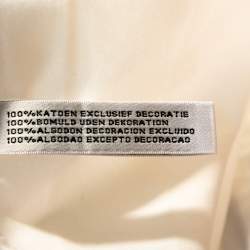 100%KATOEN EXCLUSIEF DECORATIE
100%BOMULD UDEN DEKORATION
100%ALGODON DECORACION EXCLUIDO
100%ALGODAO EXCEPTO DECORACAO